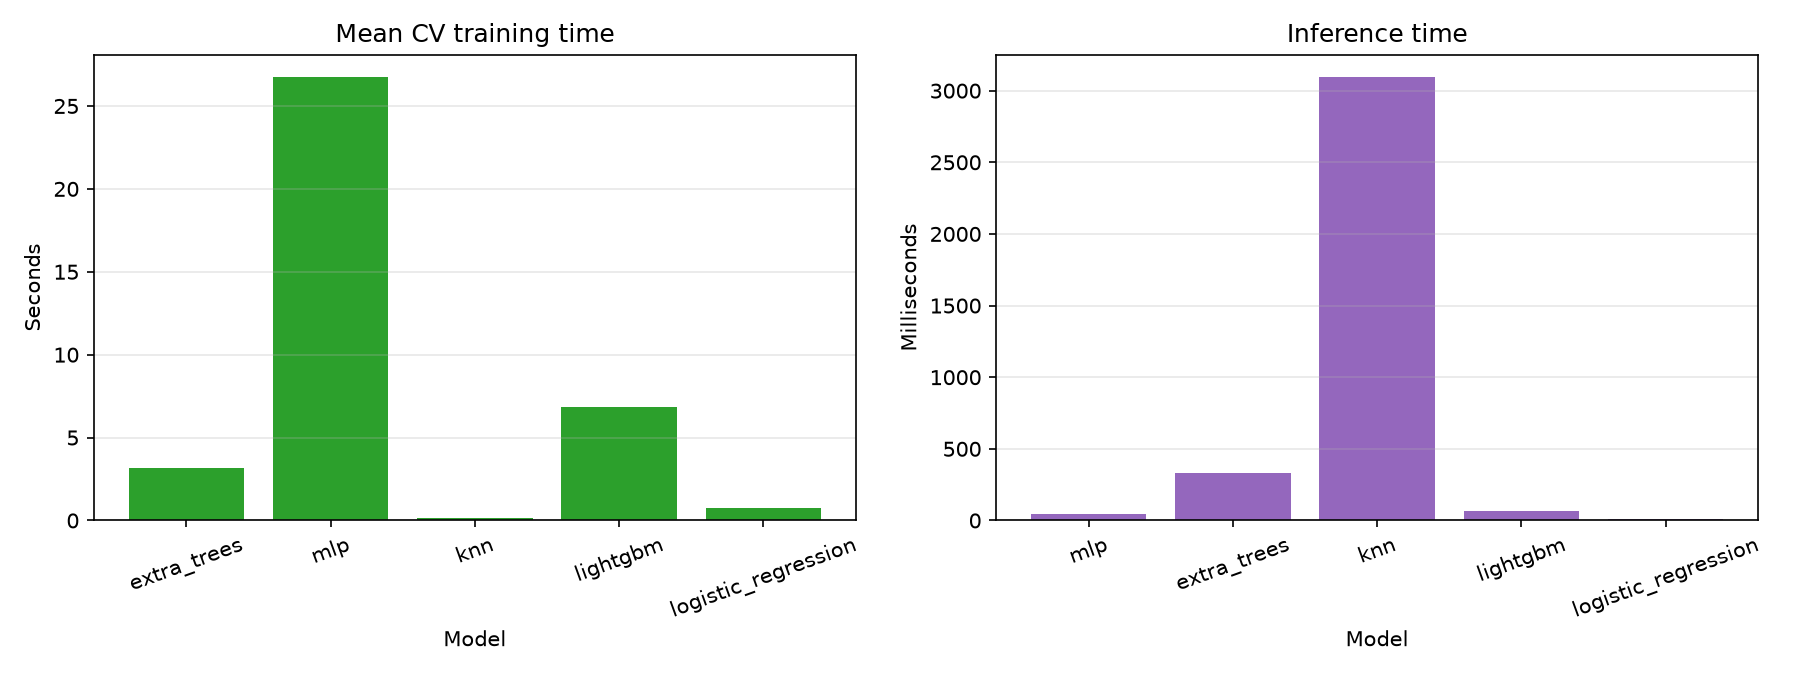 Mean CV training time
Seconds
25
20
15
10
5
0
extra_trees
mlp
knn
lightgbm
logistic_regression
Model
Inference time
Milliseconds
3000
2500
2000
1500
1000
500
0
mlp
extra_trees
knn
lightgbm
logistic_regression
Model